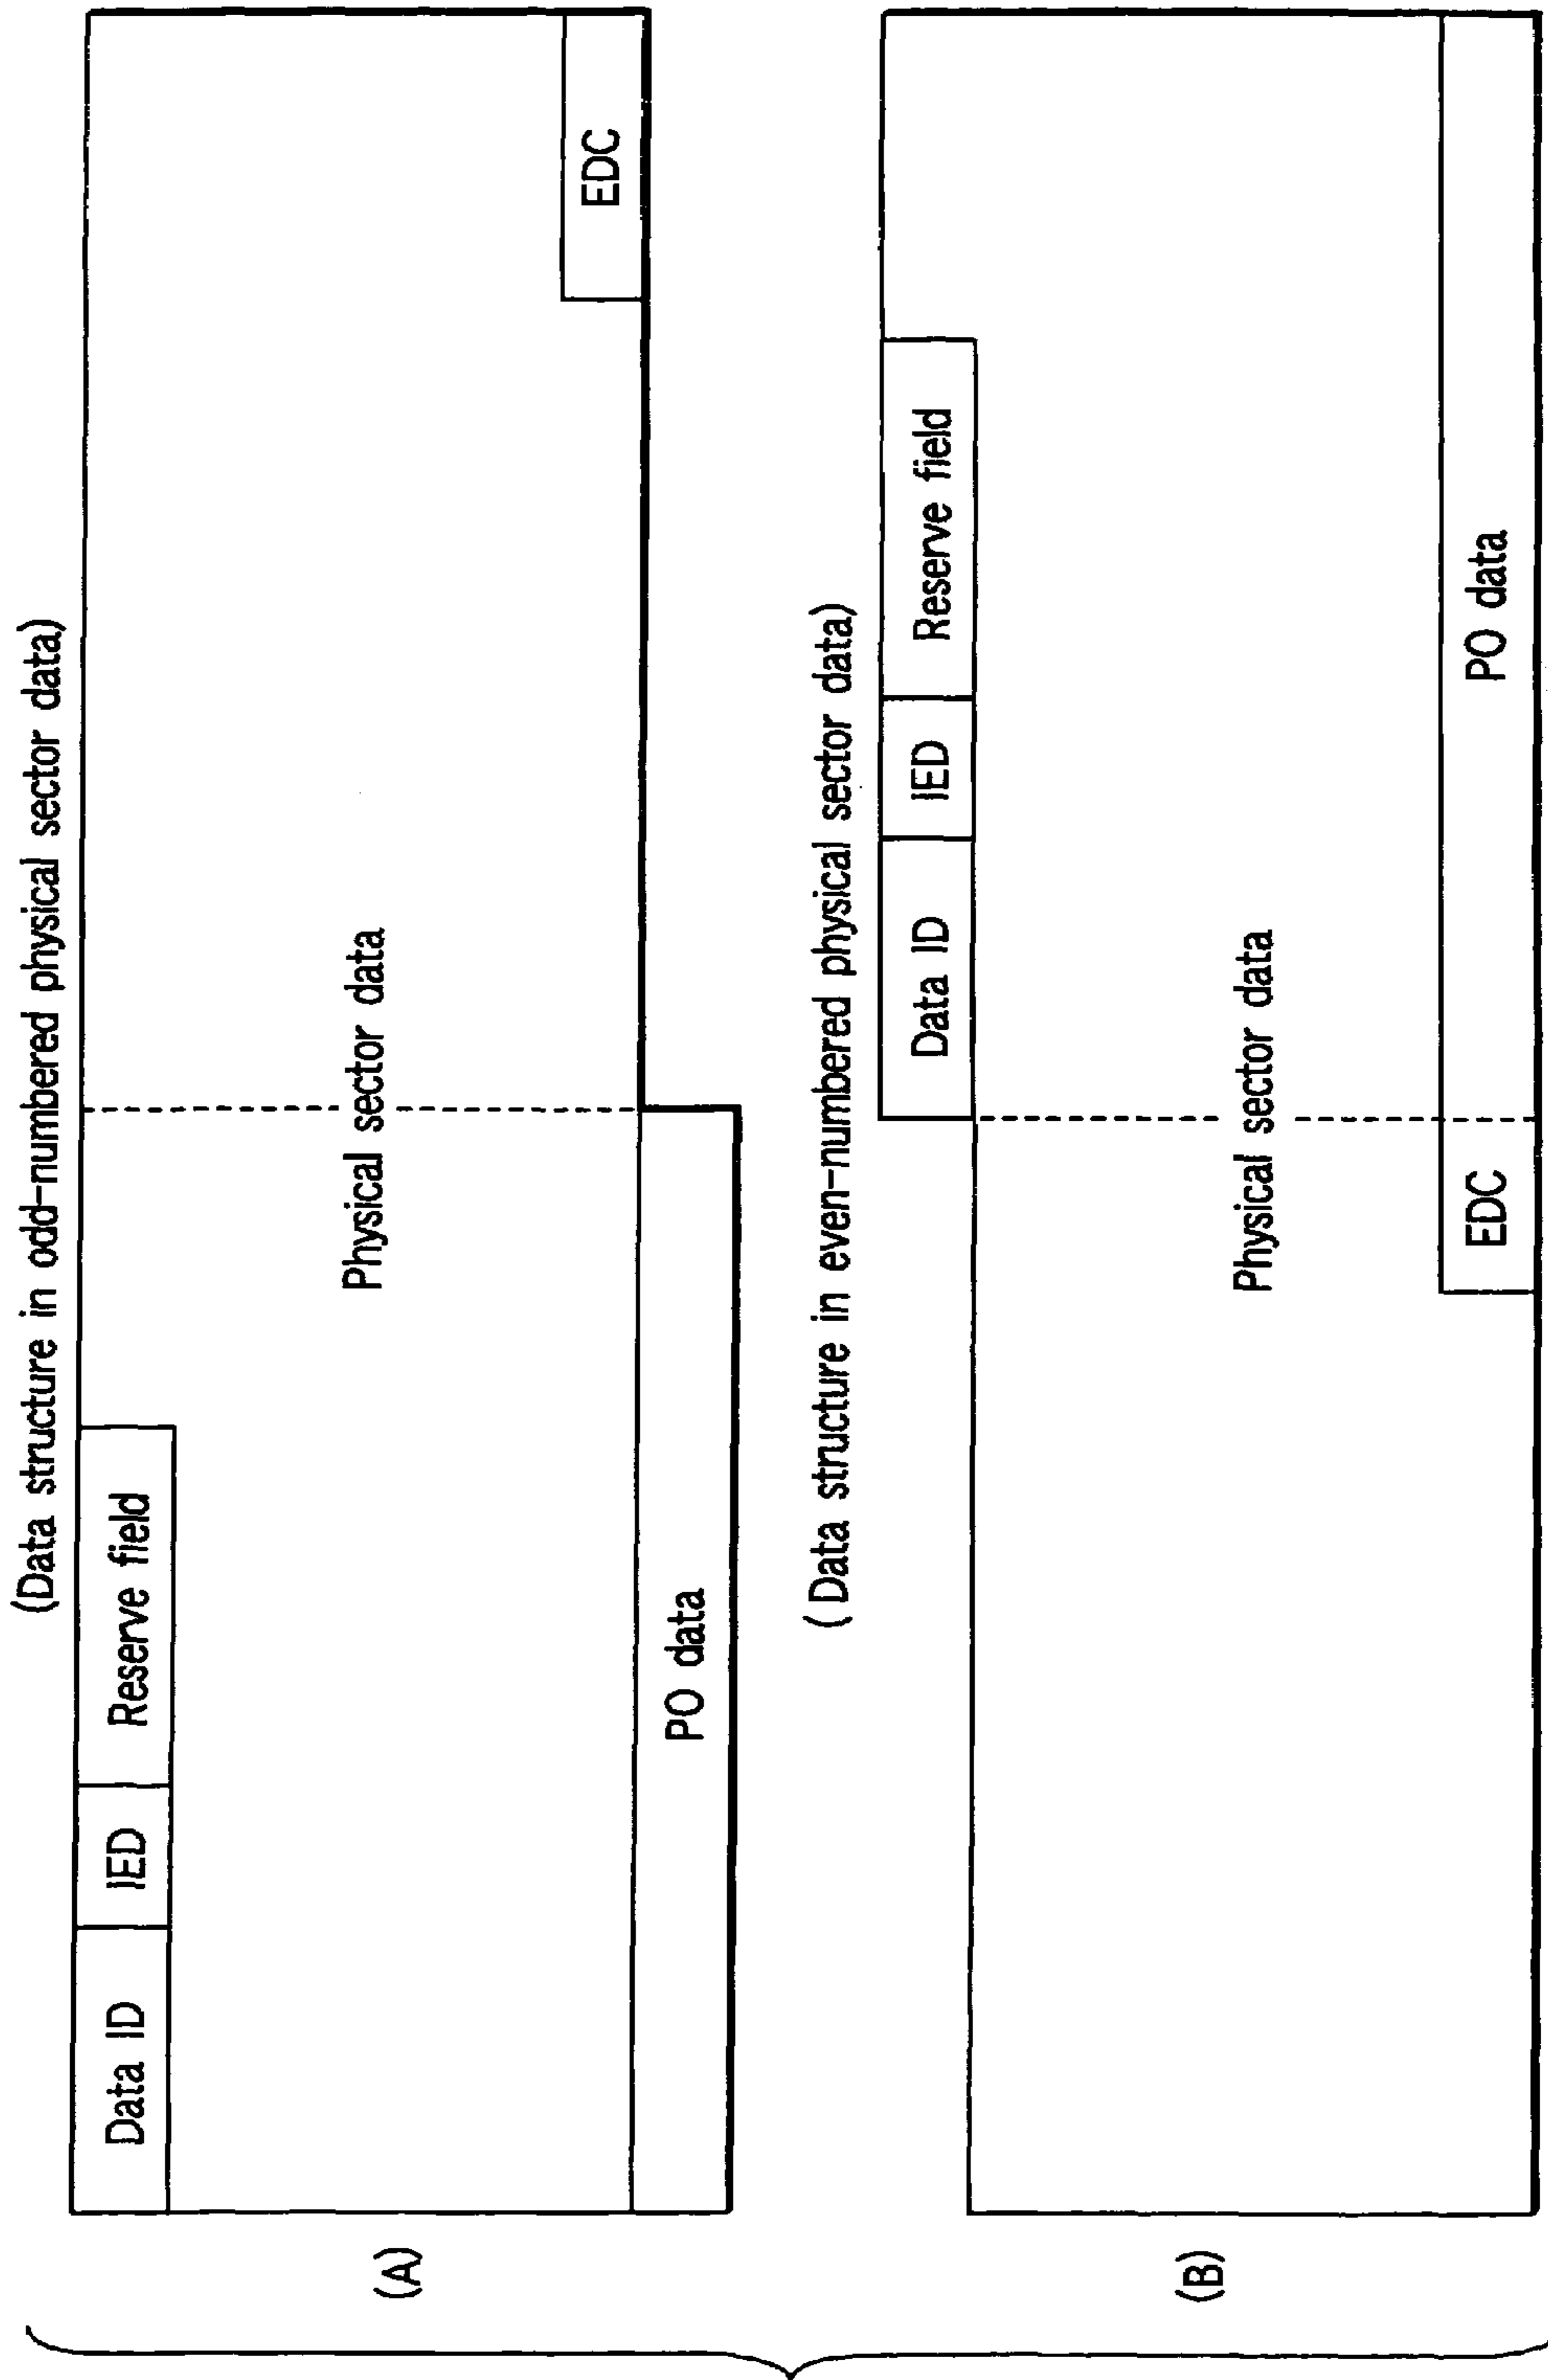 (Data structure in odd-numbered physical sector data)
Data ID IED Reserve field
(A)
Physical sector data
EDC
PO data
( Data structure in even-numbered physical sector data)
Data ID IED Reserve field
(B)
Physical sector data
EDC PO data